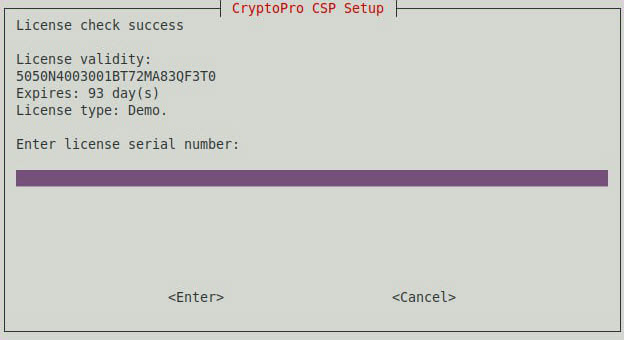 CryptoPro CSP Setup
License check success
License validity:
5050N4003001BT72MA83QF3T0
Expires: 93 day(s)
License type: Demo.
Enter license serial number:
<Enter> <Cancel>